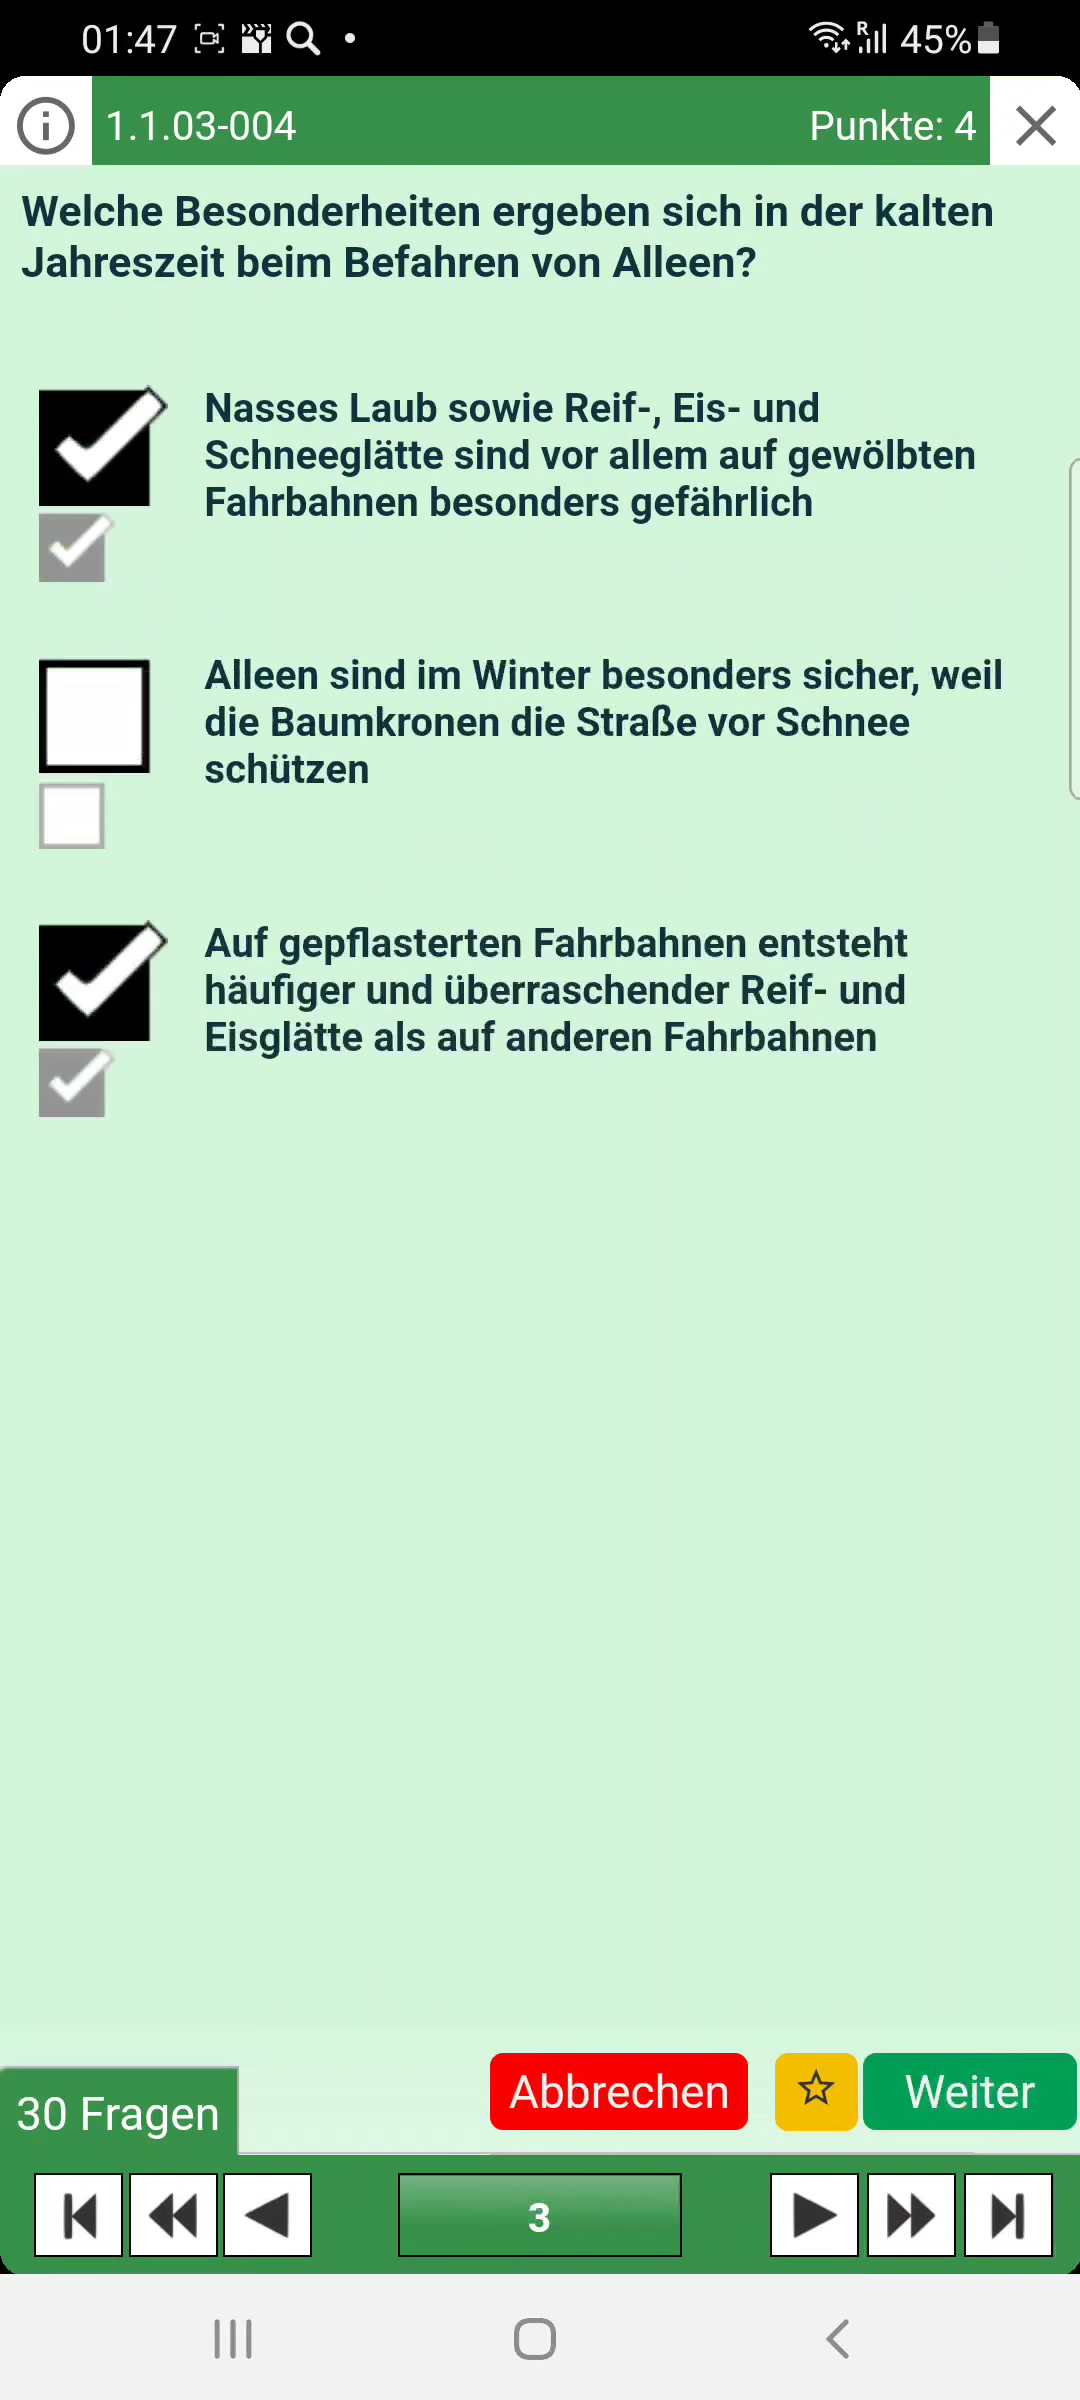 01:47
R
45%
1.1.03-004
Punkte: 4
Welche Besonderheiten ergeben sich in der kalten
Jahreszeit beim Befahren von Alleen?
Nasses Laub sowie Reif-, Eis- und
Schneeglätte sind vor allem auf gewölbten
Fahrbahnen besonders gefährlich
Alleen sind im Winter besonders sicher, weil
die Baumkronen die Straße vor Schnee
schützen
Auf gepflasterten Fahrbahnen entsteht
häufiger und überraschender Reif- und
Eisglätte als auf anderen Fahrbahnen
Abbrechen
Weiter
30 Fragen
3